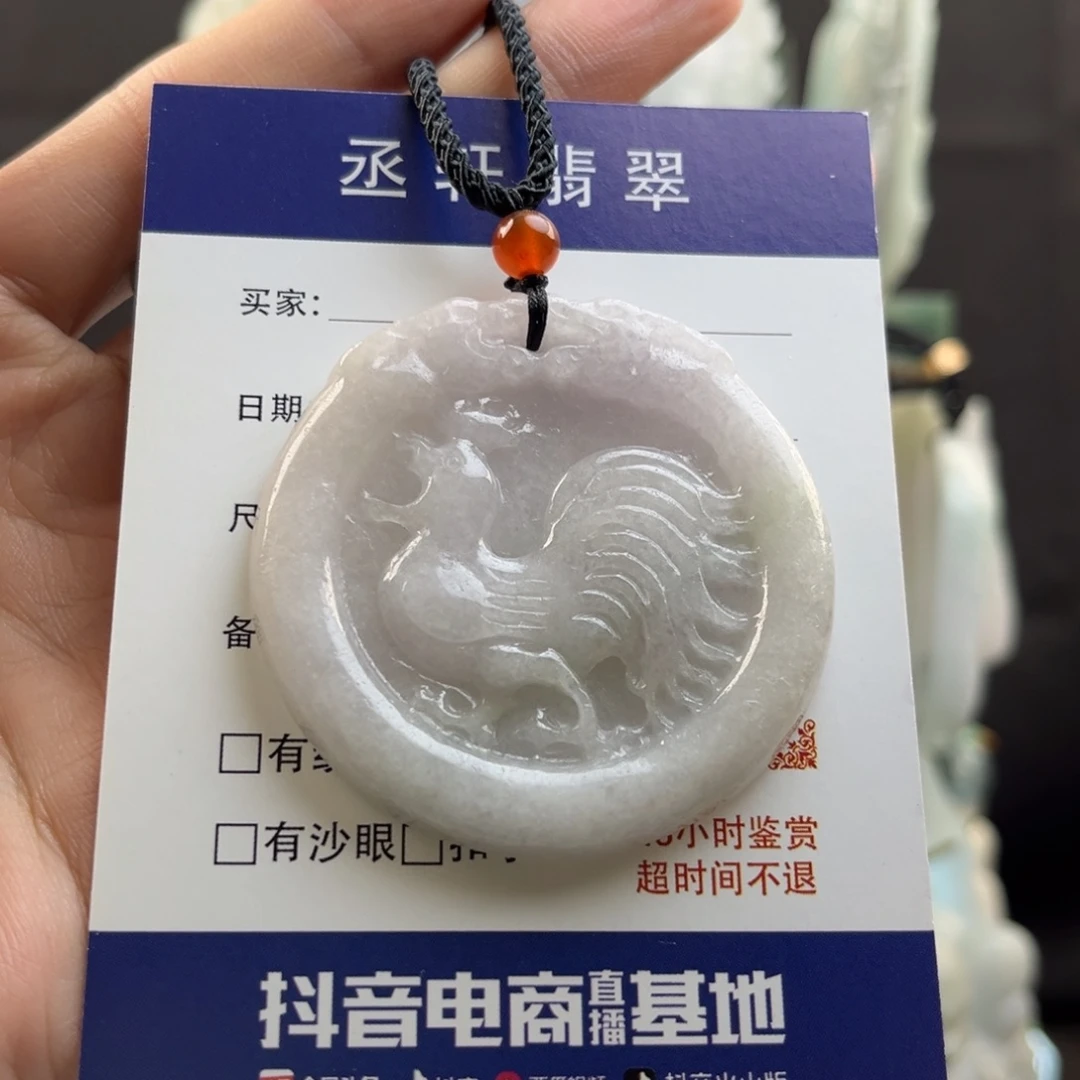 丞轩翡翠
买家：
日期
尺
备
□有
□有沙眼□
小时鉴赏
超时间不退
抖音电商直播基地